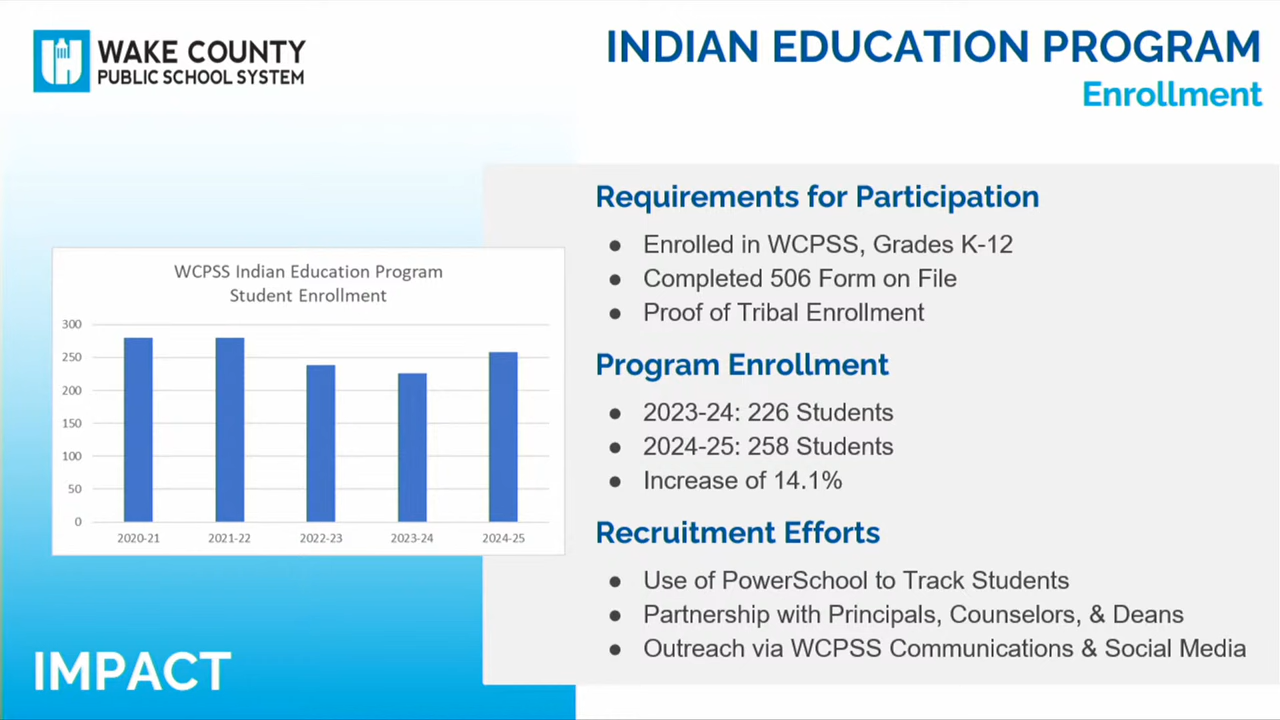 WAKE COUNTY
PUBLIC SCHOOL SYSTEM
INDIAN EDUCATION PROGRAM
Enrollment
WCPSS Indian Education Program
Student Enrollment
300
250
200
150
100
50
0
2020-21 2021-22 2022-23 2023-24 2024-25
IMPACT
Requirements for Participation
● Enrolled in WCPSS, Grades K-12
● Completed 506 Form on File
● Proof of Tribal Enrollment
Program Enrollment
● 2023-24: 226 Students
● 2024-25: 258 Students
● Increase of 14.1%
Recruitment Efforts
● Use of PowerSchool to Track Students
● Partnership with Principals, Counselors, & Deans
● Outreach via WCPSS Communications & Social Media